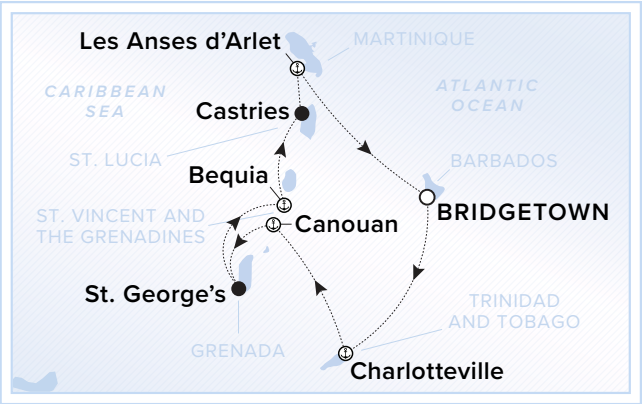 Les Anses d’Arlet
MARTINIQUE
CARIBBEAN
SEA
ATLANTIC
OCEAN
Castries
ST. LUCIA
BARBADOS
Bequia
BRIDGETOWN
ST. VINCENT AND
THE GRENADINES
Canouan
St. George’s
TRINIDAD
AND TOBAGO
GRENADA
Charlotteville